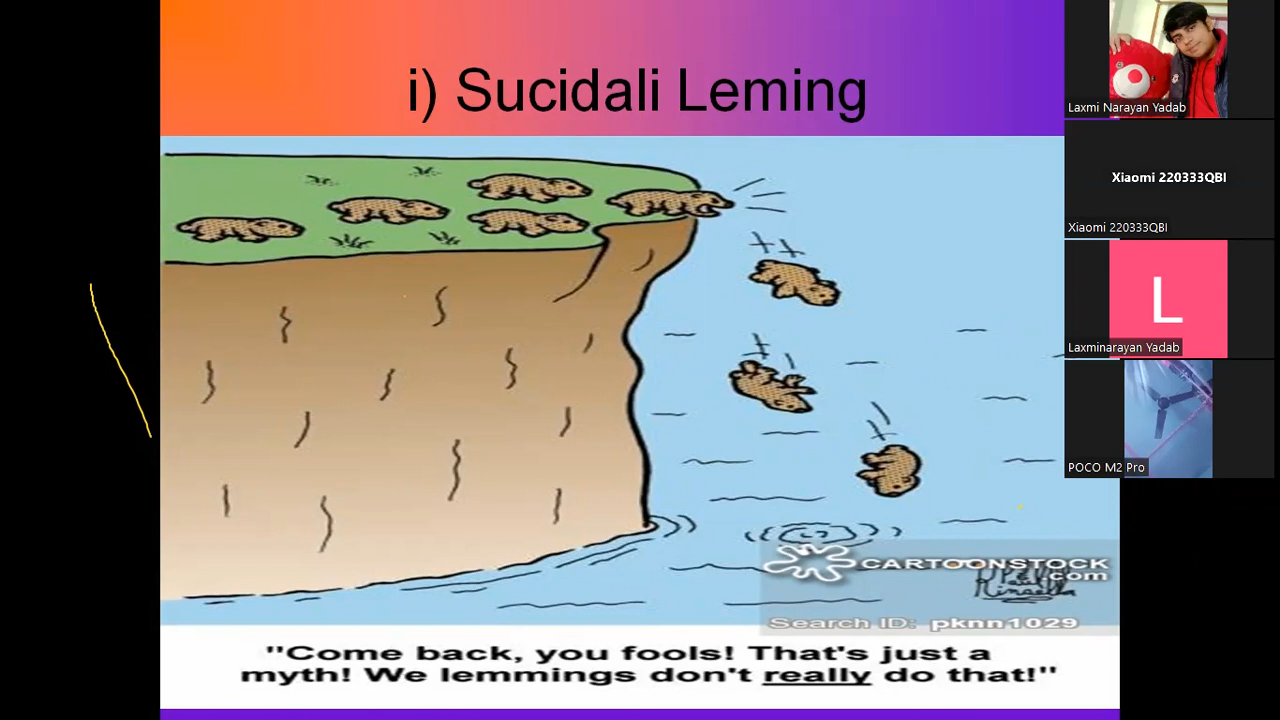 i) Sucidali Leming
Laxmi Narayan Yadab
Xiaomi 220333QBI
Xiaomi 220333QBI
L
Laxminarayan Yadab
POCO M2 Pro
CARTOONSTOCK
.com
Search ID: pknn1029
"Come back, you fools! That's just a
myth! We lemmings don't really do that!"